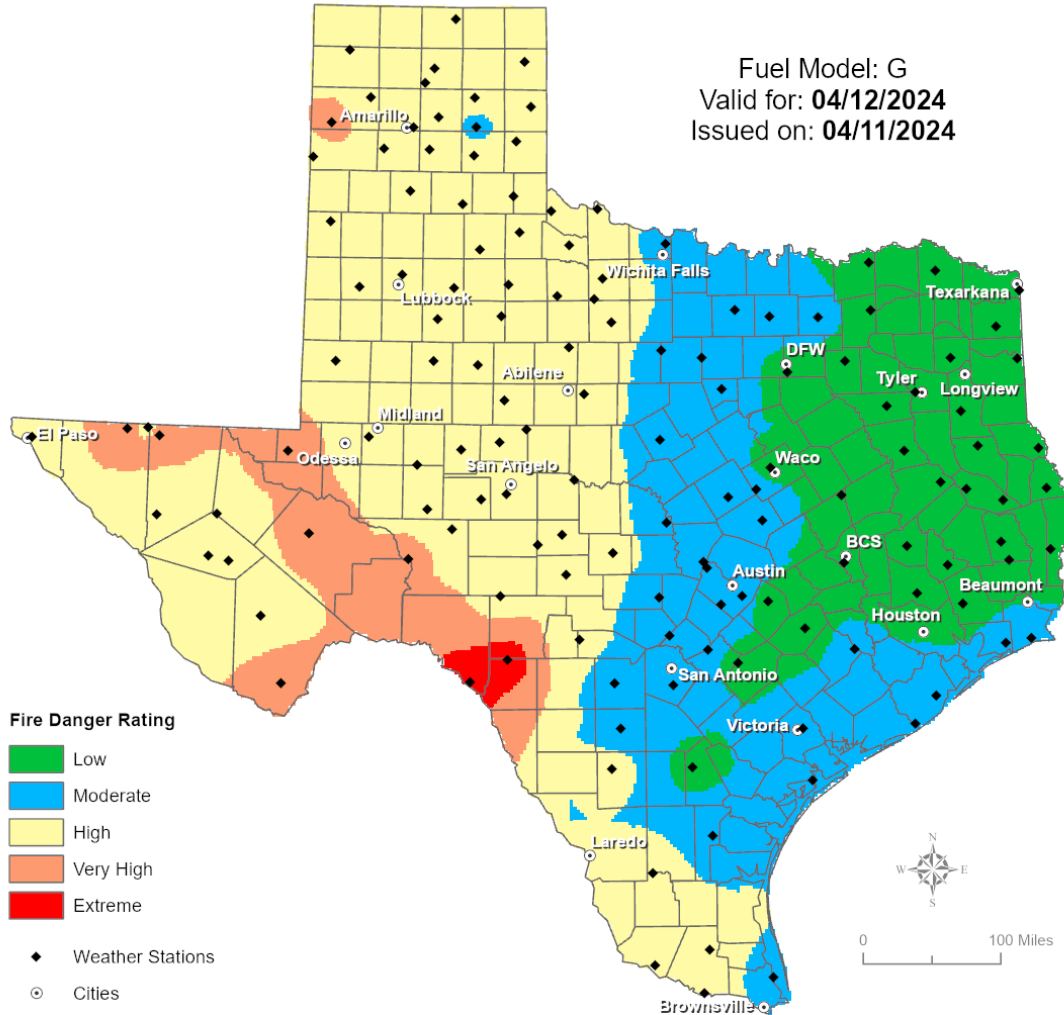 Fuel Model: G
Valid for: 04/12/2024
Issued on: 04/11/2024
Amarillo
Wichita Falls
Lubbock
Texarkana
DFW
Abilene
Tyler
Longview
Midland
El Paso
Odessa
San Angelo
Waco
BCS
Austin
Beaumont
Houston
San Antonio
Victoria
Laredo
Brownsville
Fire Danger Rating
Low
Moderate
High
Very High
Extreme
Weather Stations
Cities
N
W E
S
0 100 Miles